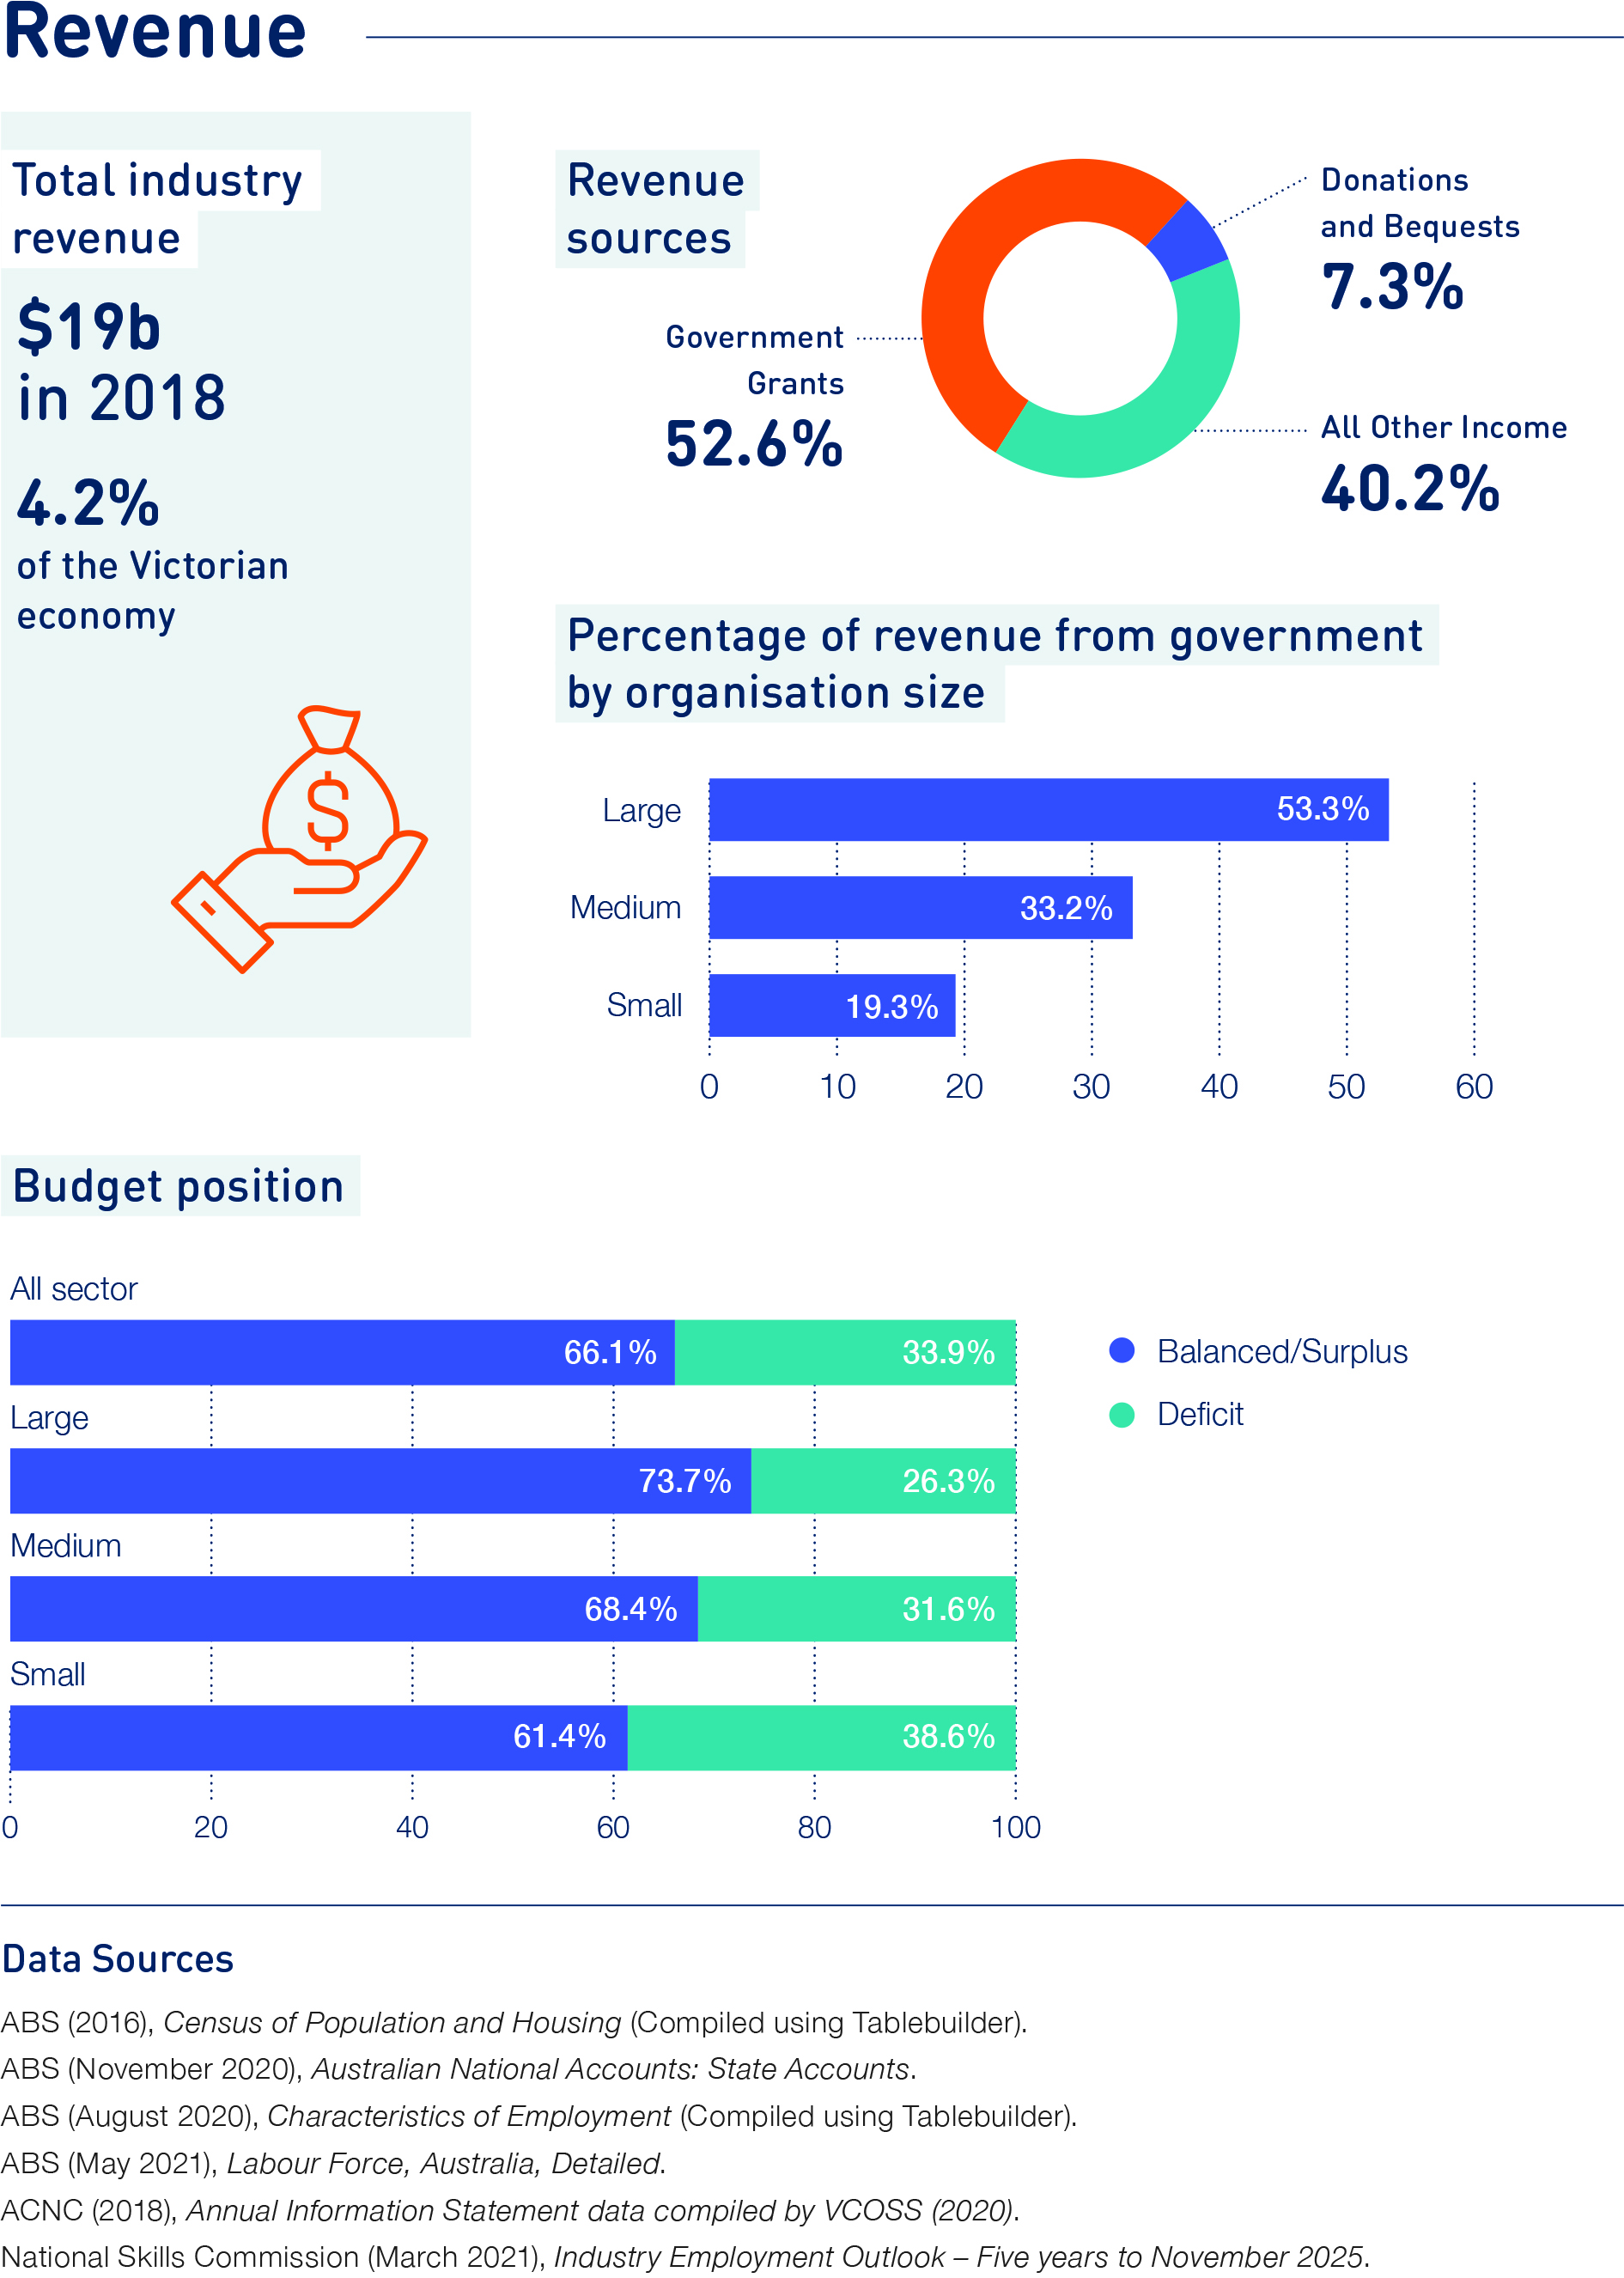 Revenue
Total industry
revenue
$19b
in 2018
4.2%
of the Victorian
economy
Revenue
sources
Donations
and Bequests
7.3%
Government
Grants
52.6%
All Other Income
40.2%
Percentage of revenue from government
by organisation size
Large 53.3%
Medium 33.2%
Small 19.3%
0 10 20 30 40 50 60
Budget position
All sector
66.1% 33.9%
Large
73.7% 26.3%
Medium
68.4% 31.6%
Small
61.4% 38.6%
0 20 40 60 80 100
Balanced/Surplus
Deficit
Data Sources
ABS (2016), Census of Population and Housing (Compiled using Tablebuilder).
ABS (November 2020), Australian National Accounts: State Accounts.
ABS (August 2020), Characteristics of Employment (Compiled using Tablebuilder).
ABS (May 2021), Labour Force, Australia, Detailed.
ACNC (2018), Annual Information Statement data compiled by VCOSS (2020).
National Skills Commission (March 2021), Industry Employment Outlook – Five years to November 2025.